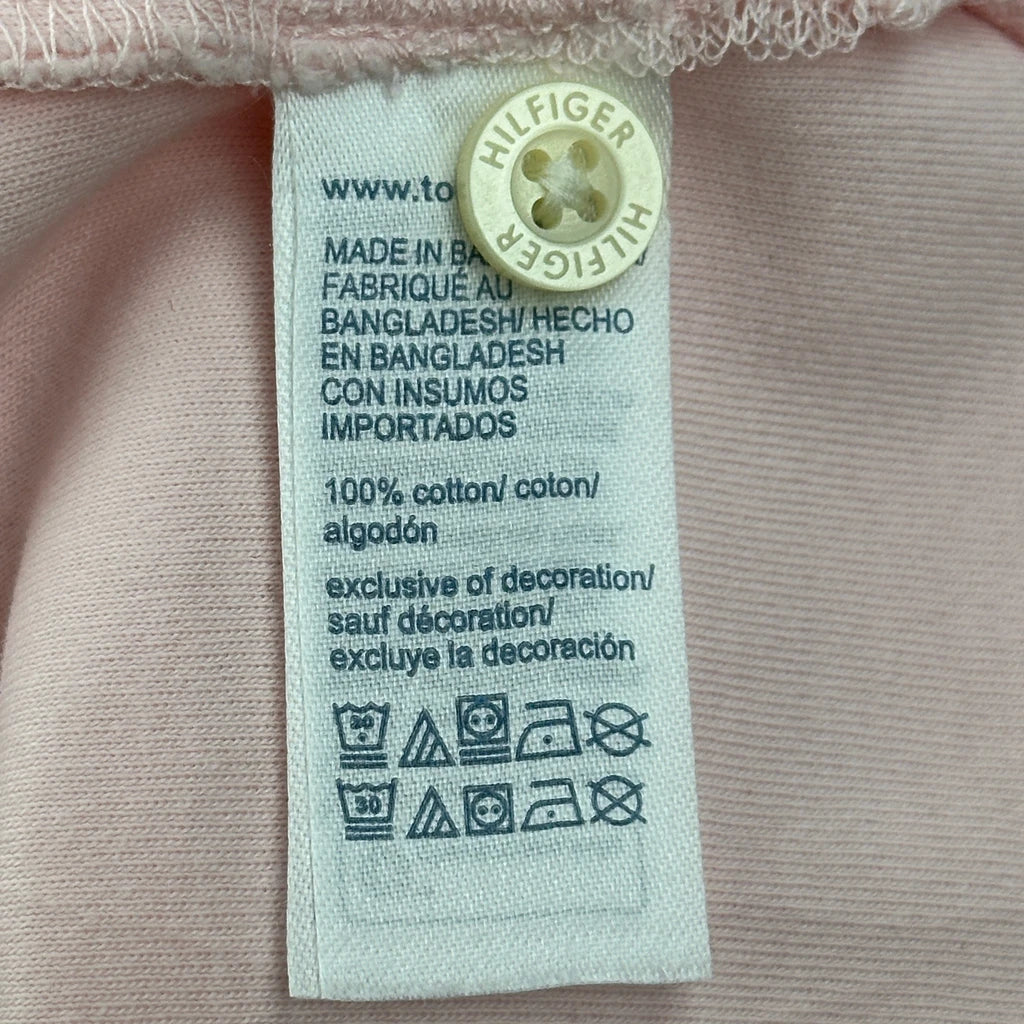 HILFIGER
HILFIGER
www.to
MADE IN BA /
FABRIQUÉ AU
BANGLADESH/ HECHO
EN BANGLADESH
CON INSUMOS
IMPORTADOS
100% cotton/ coton/
algodón
exclusive of decoration/
sauf décoration/
excluye la decoración
30
30